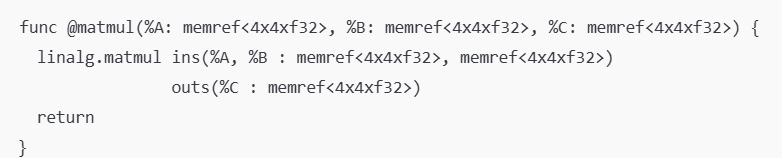 func @matmul(%A: memref<4x4xf32>, %B: memref<4x4xf32>, %C: memref<4x4xf32>) {
  linalg.matmul ins(%A, %B : memref<4x4xf32>, memref<4x4xf32>)
                outs(%C : memref<4x4xf32>)
  return
}